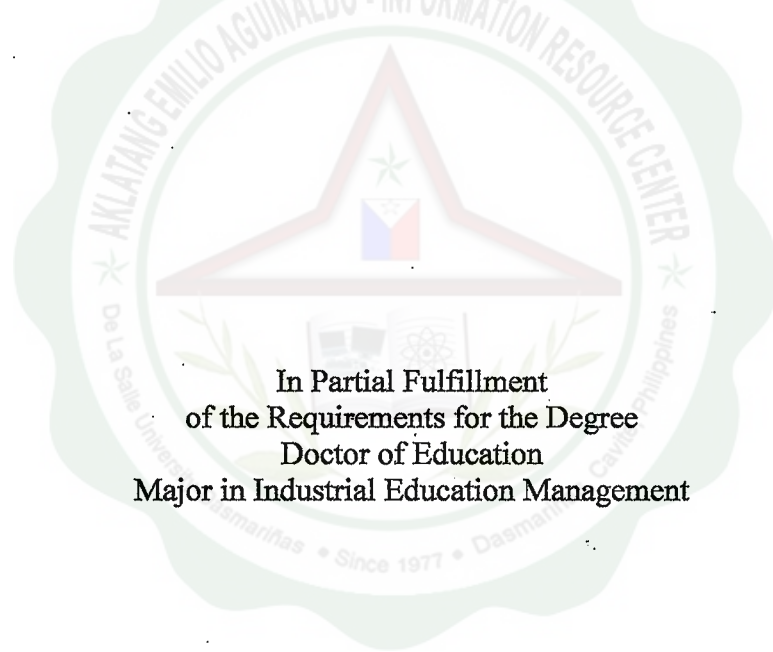 AKLATANG EMILIO AGUINALDO - INFORMATION RESOURCE CENTER
In Partial Fulfillment
of the Requirements for the Degree
Doctor of Education
Major in Industrial Education Management
De La Salle University Dasmariñas • Since 1977 • Dasmariñas Cavite Philippines